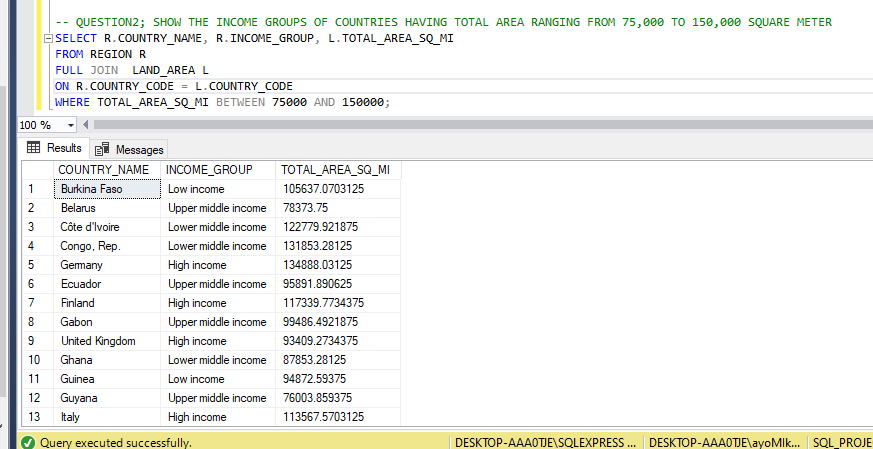 -- QUESTION2; SHOW THE INCOME GROUPS OF COUNTRIES HAVING TOTAL AREA RANGING FROM 75,000 TO 150,000 SQUARE METER
SELECT R.COUNTRY_NAME, R.INCOME_GROUP, L.TOTAL_AREA_SQ_MI
FROM REGION R
FULL JOIN LAND_AREA L
ON R.COUNTRY_CODE = L.COUNTRY_CODE
WHERE TOTAL_AREA_SQ_MI BETWEEN 75000 AND 150000;
100 %
Results Messages
COUNTRY_NAME INCOME_GROUP TOTAL_AREA_SQ_MI
1 Burkina Faso Low income 105637.0703125
2 Belarus Upper middle income 78373.75
3 Côte d'Ivoire Lower middle income 122779.921875
4 Congo, Rep. Lower middle income 131853.28125
5 Germany High income 134888.03125
6 Ecuador Upper middle income 95891.890625
7 Finland High income 117339.7734375
8 Gabon Upper middle income 99486.4921875
9 United Kingdom High income 93409.2734375
10 Ghana Lower middle income 87853.28125
11 Guinea Low income 94872.59375
12 Guyana Upper middle income 76003.859375
13 Italy High income 113567.5703125
Query executed successfully. DESKTOP-AAA0TJE\SQLEXPRESS ... DESKTOP-AAA0TJE\ayoMIk... SQL_PROJE